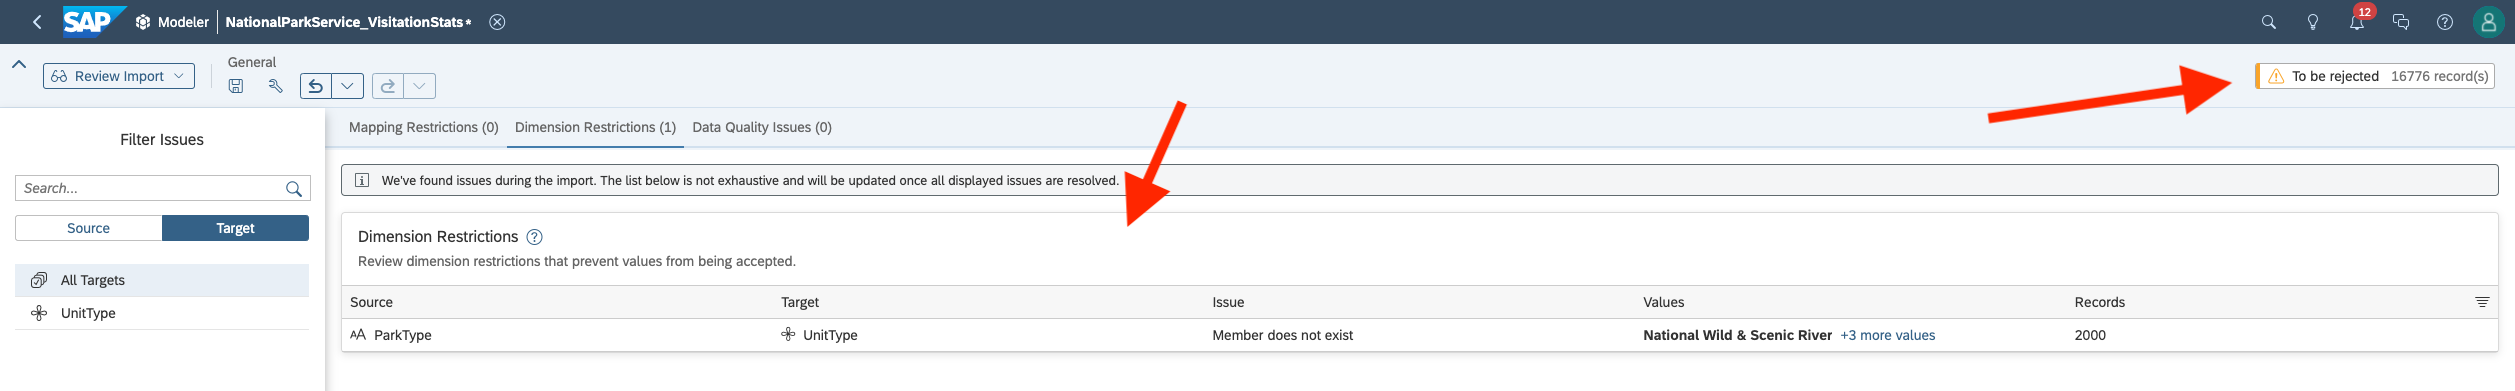 SAP Modeler NationalParkService_VisitationStats* 12
Review Import General To be rejected 16776 record(s)
Filter Issues
Search...
Source Target
All Targets
UnitType
Mapping Restrictions (0) Dimension Restrictions (1) Data Quality Issues (0)
We've found issues during the import. The list below is not exhaustive and will be updated once all displayed issues are resolved.
Dimension Restrictions
Review dimension restrictions that prevent values from being accepted.
Source Target Issue Values Records
AA ParkType UnitType Member does not exist National Wild & Scenic River +3 more values 2000